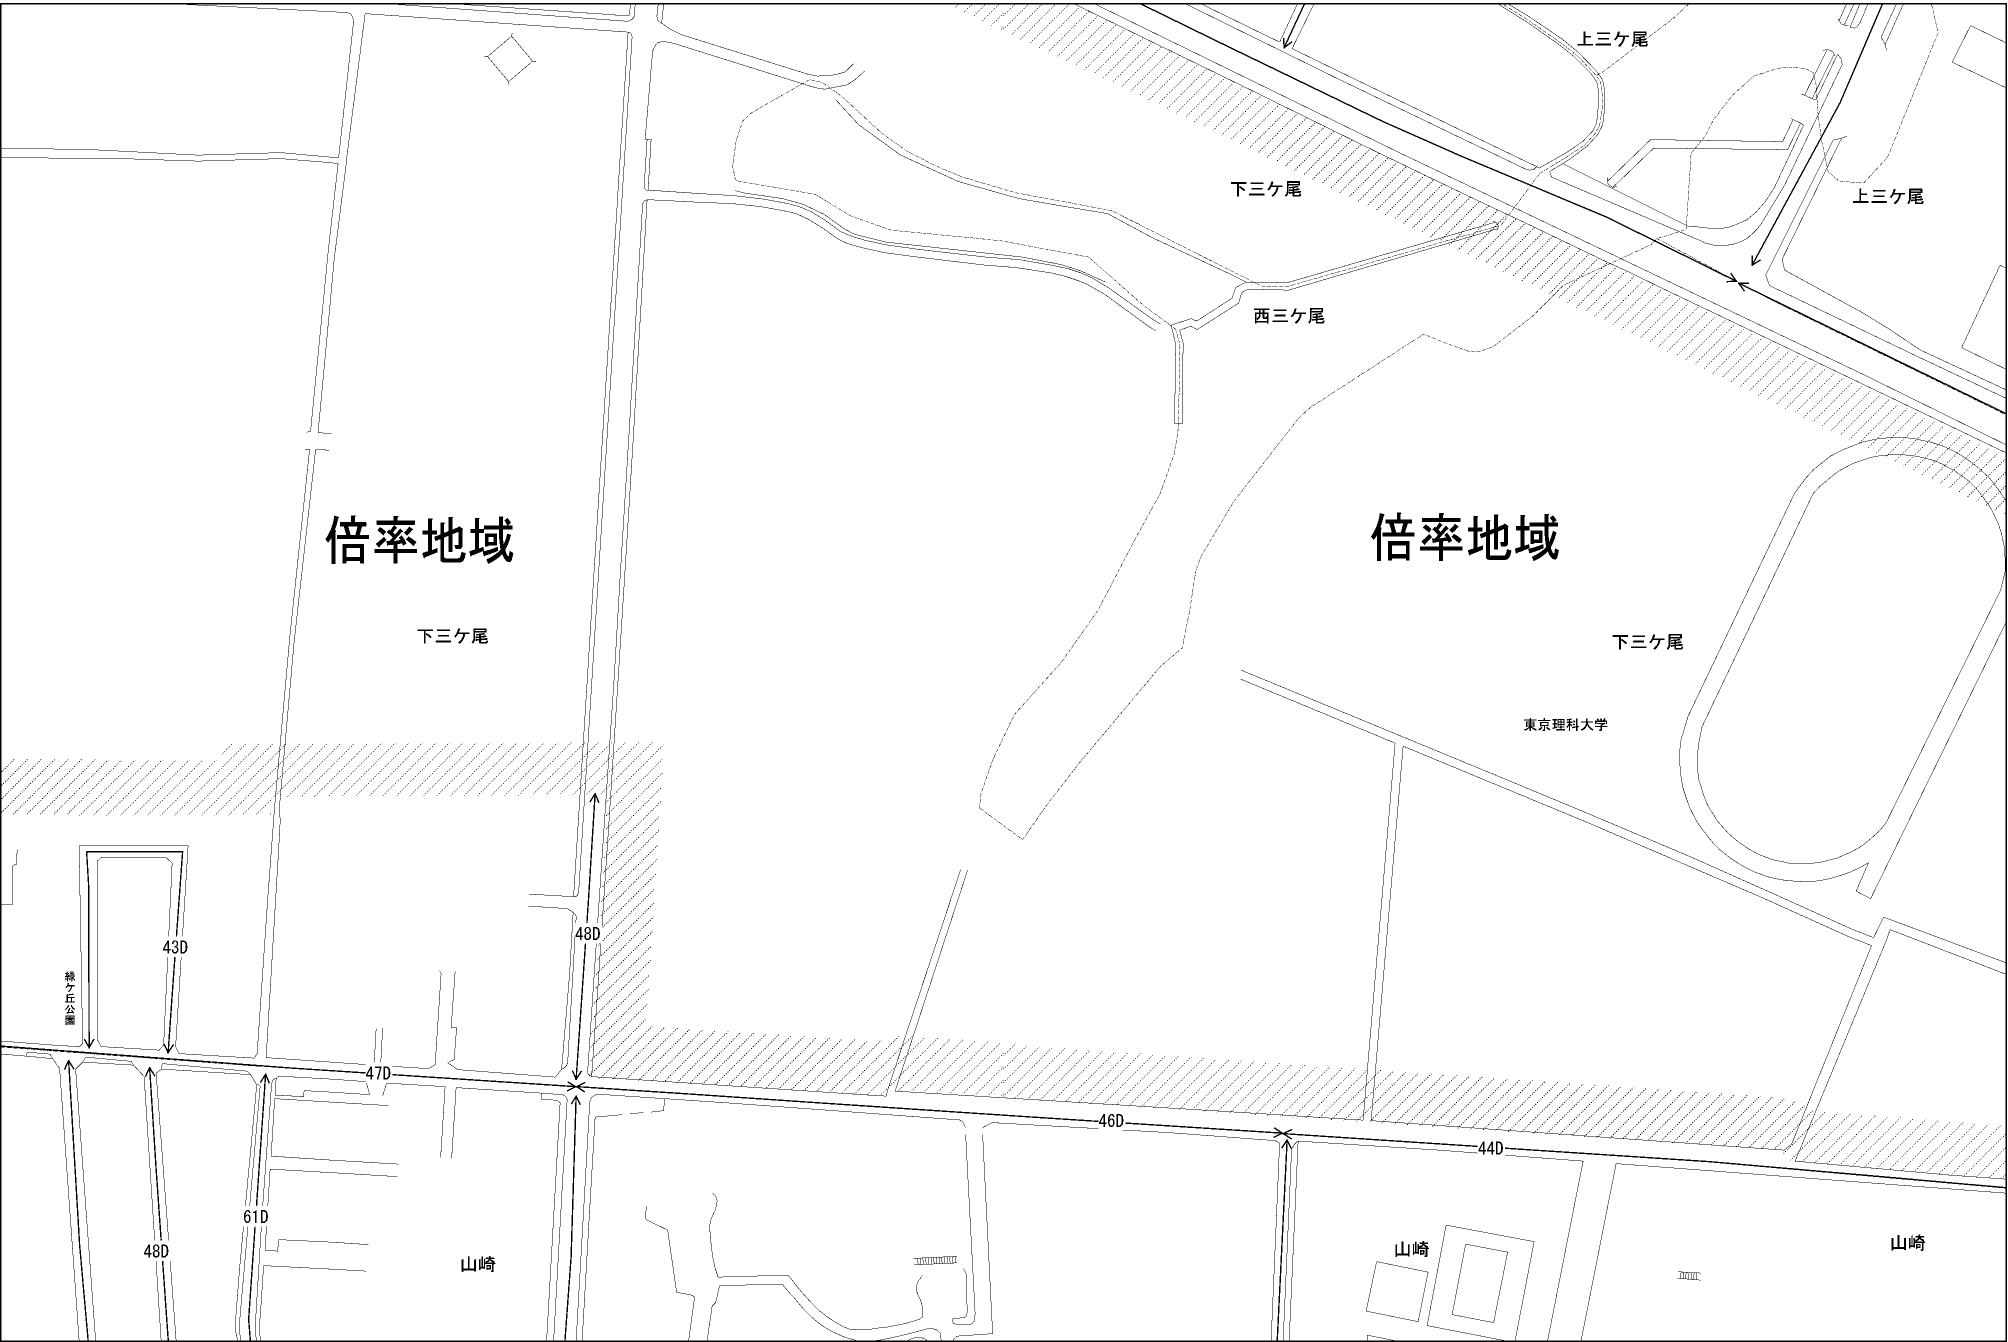 上三ケ尾
下三ケ尾
上三ケ尾
西三ケ尾
倍率地域
倍率地域
下三ケ尾
下三ケ尾
東京理科大学
48D
43D
緑ケ丘公園
47D
46D
44D
61D
48D
山崎
山崎
山崎